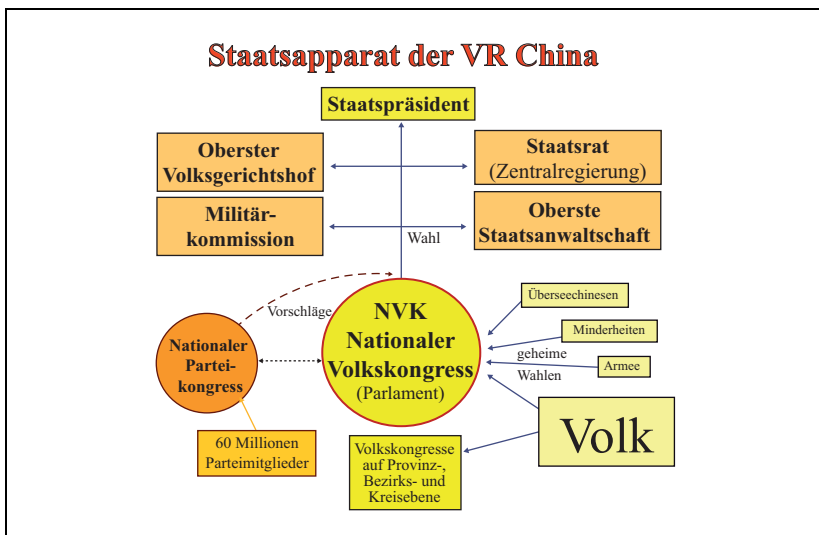 Staatsapparat der VR China
Staatspräsident
Oberster
Volksgerichtshof
Staatsrat
(Zentralregierung)
Militär-
kommission
Oberste
Staatsanwaltschaft
Wahl
Vorschläge
Nationaler
Partei-
kongress
NVK
Nationaler
Volkskongress
(Parlament)
Überseechinesen
Minderheiten
geheime
Wahlen
Armee
Volk
60 Millionen
Parteimitglieder
Volkskongresse
auf Provinz-,
Bezirks- und
Kreisebene